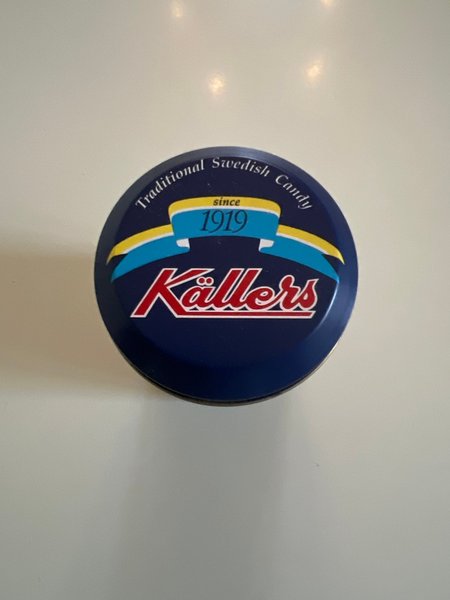 Traditional Swedish Candy
since
1919
Källers